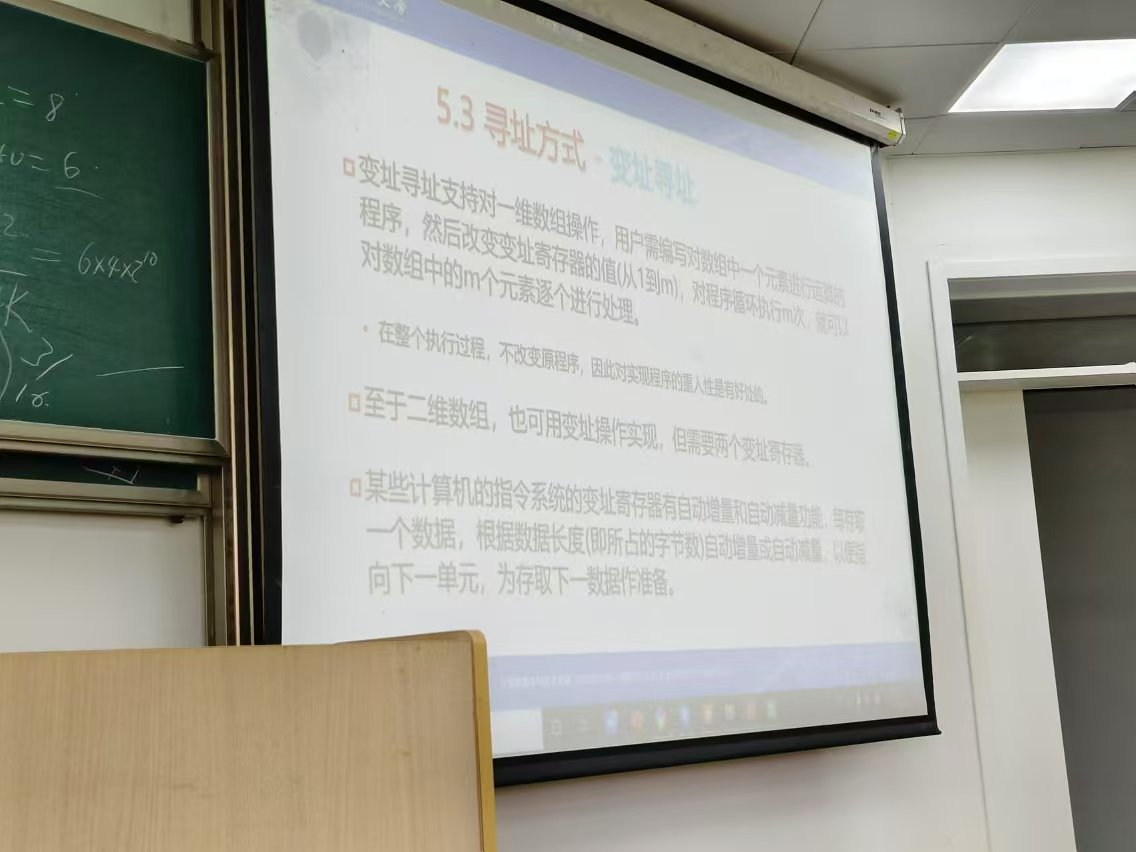 = 8
= 6
2
= 6×4×2^10
K
5.3 寻址方式 - 变址寻址
变址寻址支持对一维数组操作，用户需编写对数组中一个元素进行运算的
程序，然后改变变址寄存器的值(从1到m)，对程序循环执行m次，就可以
对数组中的m个元素逐个进行处理。
在整个执行过程，不改变原程序，因此对实现程序的重入性是有好处的。
至于二维数组，也可用变址操作实现，但需要两个变址寄存器。
某些计算机的指令系统的变址寄存器有自动增量和自动减量功能，每存取
一个数据，根据数据长度(即所占的字节数)自动增量或自动减量，以便指
向下一单元，为存取下一数据作准备。